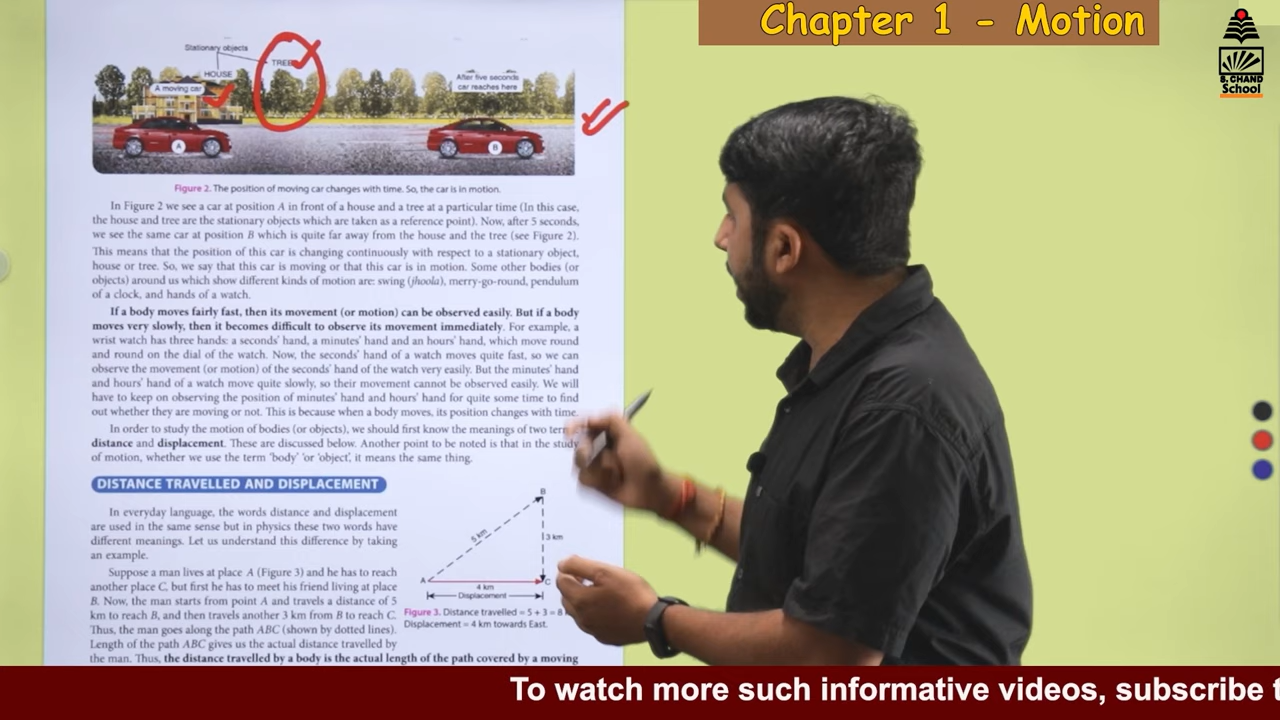 Chapter 1 - Motion
S. CHAND
School
Stationary objects
TREE
HOUSE
A moving car
After five seconds
car reaches here
A
B
Figure 2. The position of moving car changes with time. So, the car is in motion.
In Figure 2 we see a car at position A in front of a house and a tree at a particular time (In this case,
the house and tree are the stationary objects which are taken as a reference point). Now, after 5 seconds,
we see the same car at position B which is quite far away from the house and the tree (see Figure 2).
This means that the position of this car is changing continuously with respect to a stationary object,
house or tree. So, we say that this car is moving or that this car is in motion. Some other bodies (or
objects) around us which show different kinds of motion are: swing (jhoola), merry-go-round, pendulum
of a clock, and hands of a watch.
If a body moves fairly fast, then its movement (or motion) can be observed easily. But if a body
moves very slowly, then it becomes difficult to observe its movement immediately. For example, a
wrist watch has three hands: a seconds' hand, a minutes' hand and an hours' hand, which move round
and round on the dial of the watch. Now, the seconds' hand of a watch moves quite fast, so we can
observe the movement (or motion) of the seconds' hand of the watch very easily. But the minutes' hand
and hours' hand of a watch move quite slowly, so their movement cannot be observed easily. We will
have to keep on observing the position of minutes' hand and hours' hand for quite some time to find
out whether they are moving or not. This is because when a body moves, its position changes with time.
In order to study the motion of bodies (or objects), we should first know the meanings of two
distance and displacement. These are discussed below. Another point to be noted is that in the study
of motion, whether we use the term 'body' 'or 'object', it means the same thing.
DISTANCE TRAVELLED AND DISPLACEMENT
In everyday language, the words distance and displacement
are used in the same sense but in physics these two words have
different meanings. Let us understand this difference by taking
an example.
Suppose a man lives at place A (Figure 3) and he has to reach
another place C, but first he has to meet his friend living at place
B. Now, the man starts from point A and travels a distance of 5
km to reach B, and then travels another 3 km from B to reach C.
Thus, the man goes along the path ABC (shown by dotted lines).
Length of the path ABC gives us the actual distance travelled by
the man. Thus, the distance travelled by a body is the actual length of the path covered by a moving
B
5 km
3 km
A
C
4 km
Displacement
Figure 3. Distance travelled = 5 + 3 = 8
Displacement = 4 km towards East.
To watch more such informative videos, subscribe